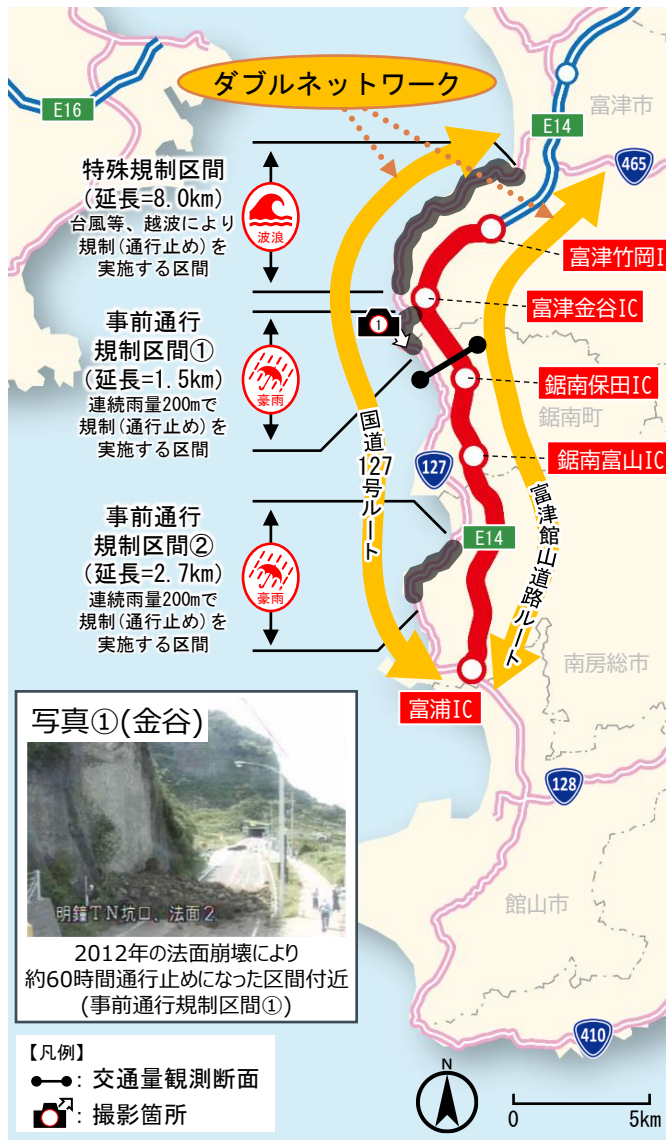 ダブルネットワーク
E16
E14
富津市
465
特殊規制区間
(延長=8.0km)
台風等、越波により
規制(通行止め)を
実施する区間
波浪
富津竹岡I
富津金谷IC
1
事前通行
規制区間①
(延長=1.5km)
連続雨量200mで
規制(通行止め)を
実施する区間
豪雨
鋸南保田IC
鋸南町
鋸南富山IC
国道127号ルート
127
富津館山道路ルート
E14
事前通行
規制区間②
(延長=2.7km)
連続雨量200mで
規制(通行止め)を
実施する区間
豪雨
南房総市
富浦IC
128
館山市
410
写真①(金谷)
明鐘TN坑口、法面2
2012年の法面崩壊により
約60時間通行止めになった区間付近
(事前通行規制区間①)
【凡例】
：交通量観測断面
：撮影箇所
N
0 5km